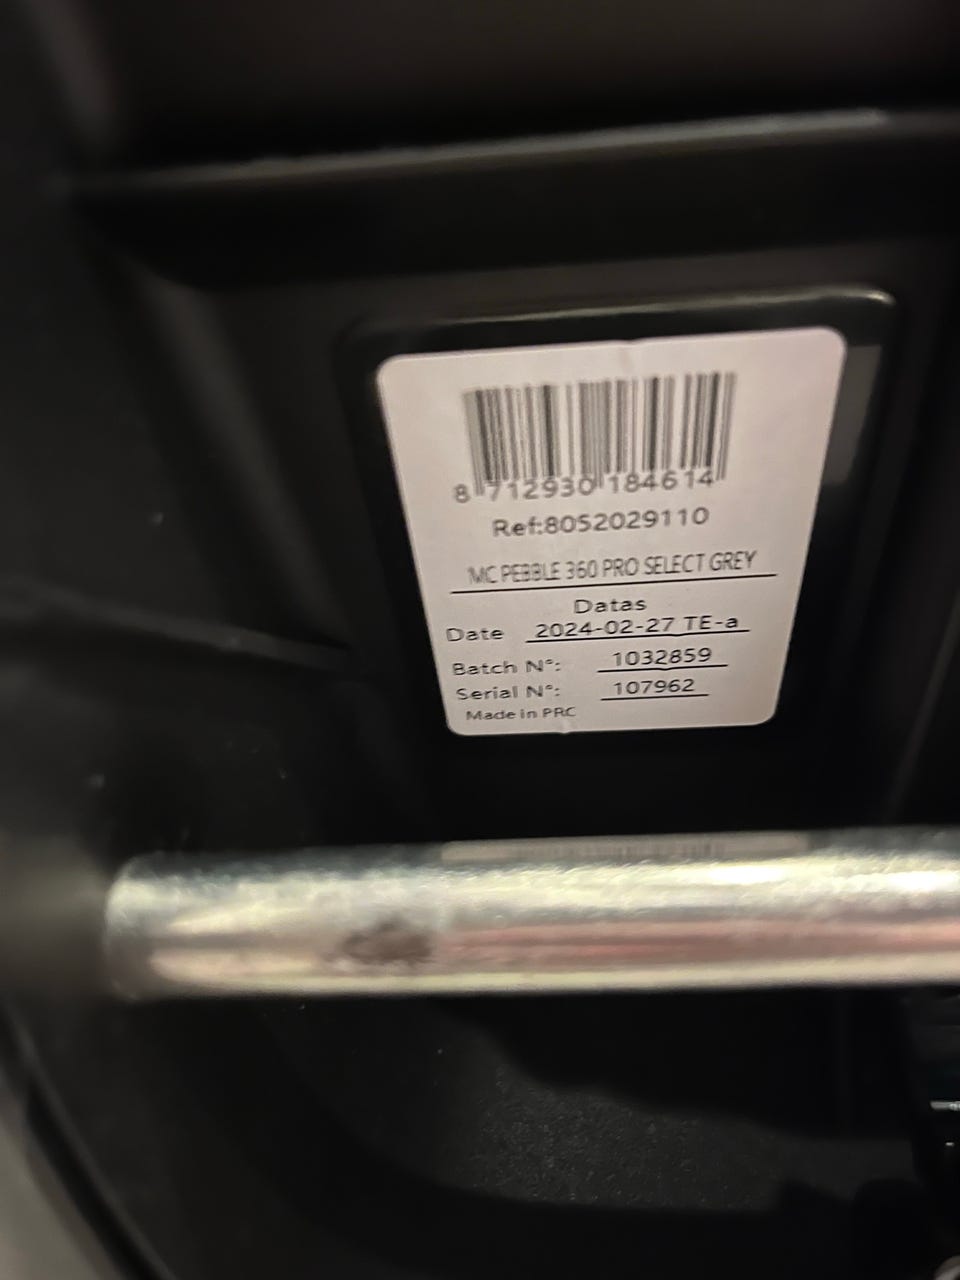 8 712930 184614
Ref:8052029110
MC PEBBLE 360 PRO SELECT GREY
Datas
Date 2024-02-27 TE-a
Batch N°: 1032859
Serial N°: 107962
Made in PRC